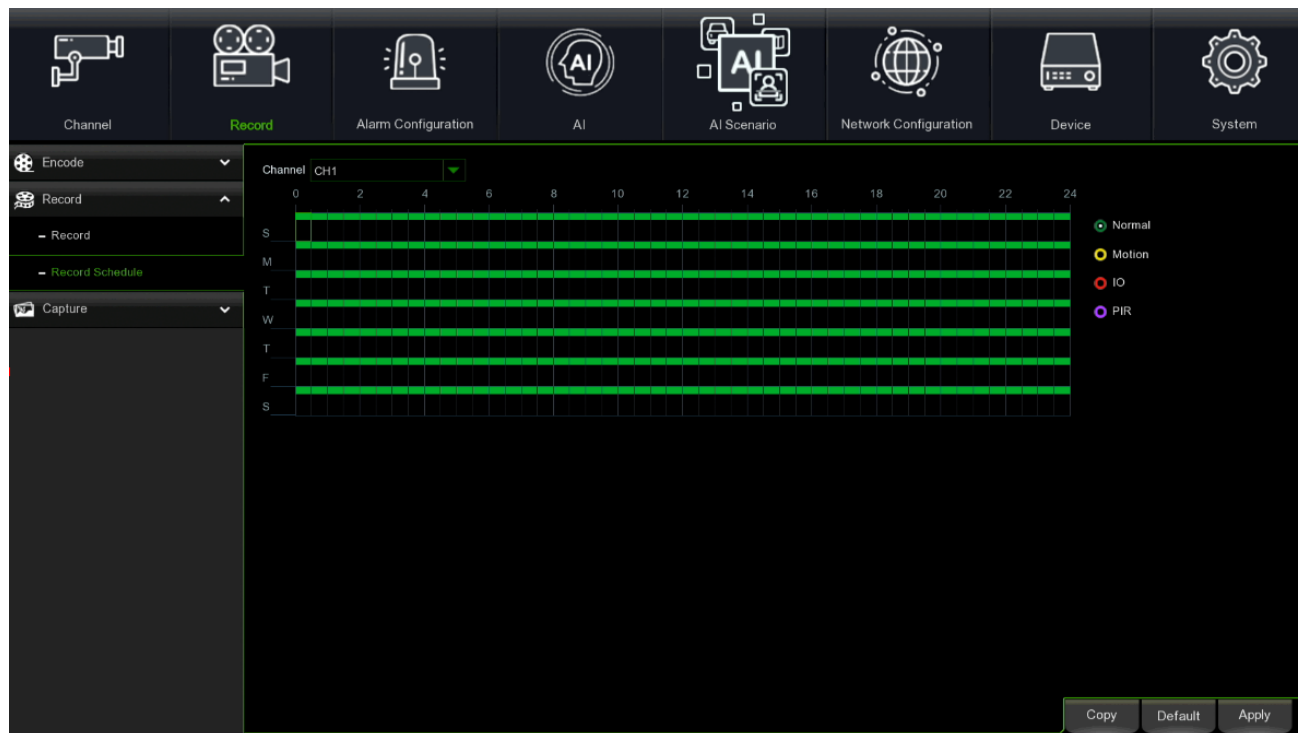 AI
AI
Channel Record Alarm Configuration AI AI Scenario Network Configuration Device System
Encode
Record
Record
Record Schedule
Capture
Channel CH1
0 2 4 6 8 10 12 14 16 18 20 22 24
S
M
T
W
T
F
S
Normal
Motion
IO
PIR
Copy Default Apply